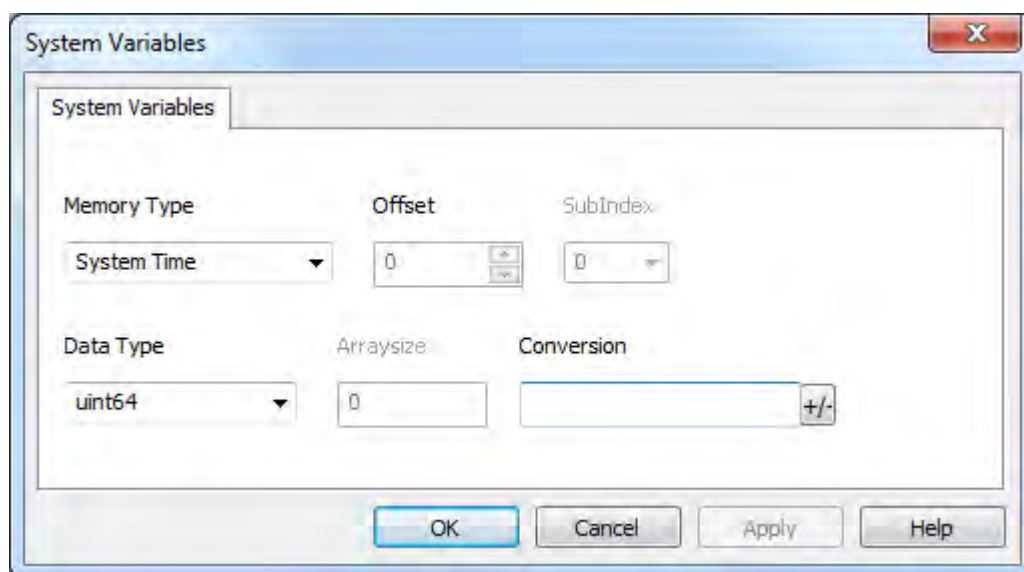 System Variables
System Variables
Memory Type Offset SubIndex
System Time 0 0
Data Type Arraysize Conversion
uint64 0 +/-
OK Cancel Apply Help